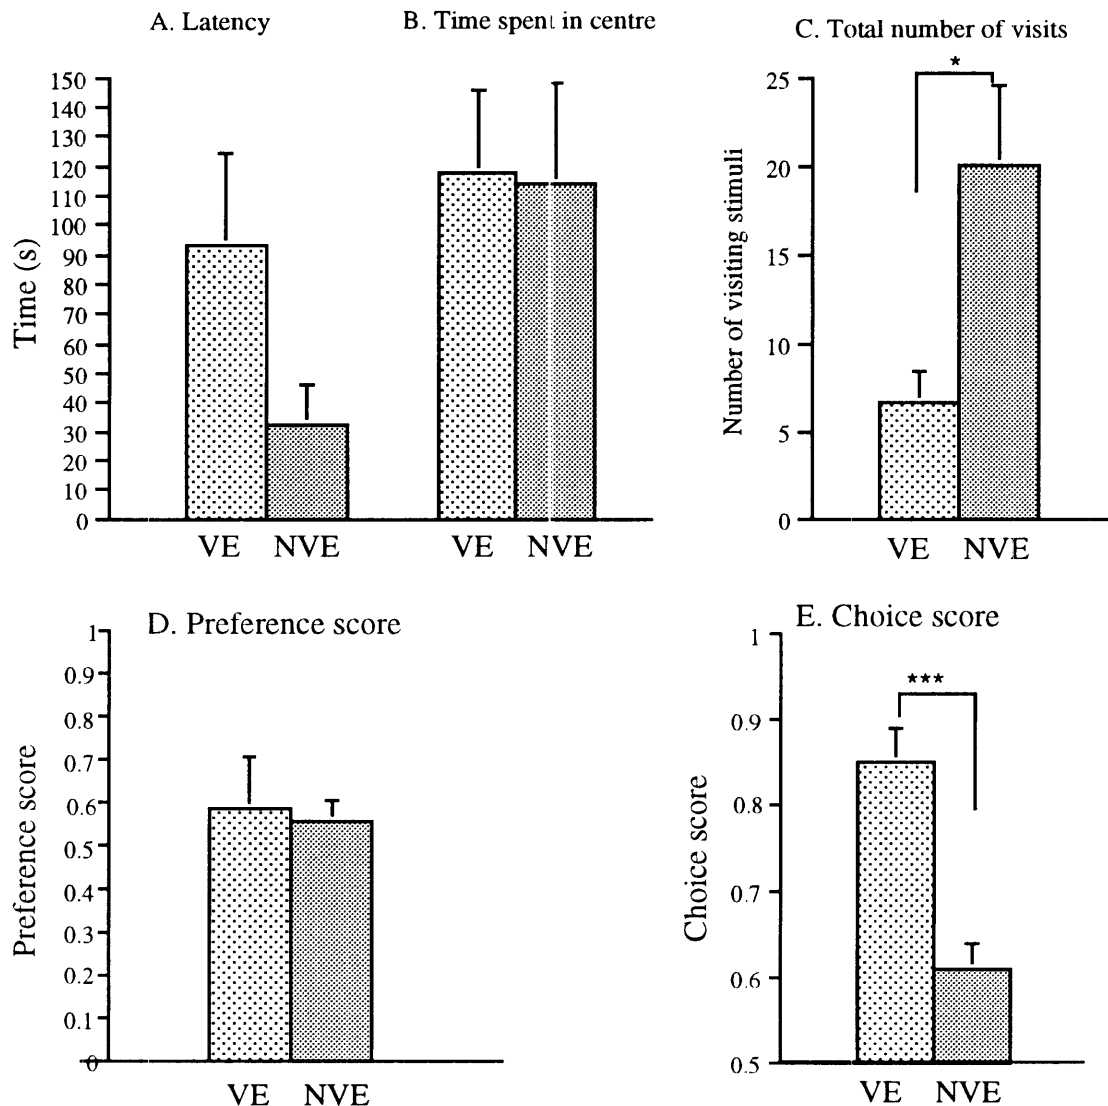 A. Latency
B. Time spent in centre
C. Total number of visits
Time (s)
150
140
130
120
110
100
90
80
70
60
50
40
30
20
10
0
VE NVE
VE NVE
Number of visiting stimuli
25
20
15
10
5
0
*
VE NVE
D. Preference score
Preference score
1
0.9
0.8
0.7
0.6
0.5
0.4
0.3
0.2
0.1
0
VE NVE
E. Choice score
Choice score
1
0.9
0.8
0.7
0.6
0.5
***
VE NVE